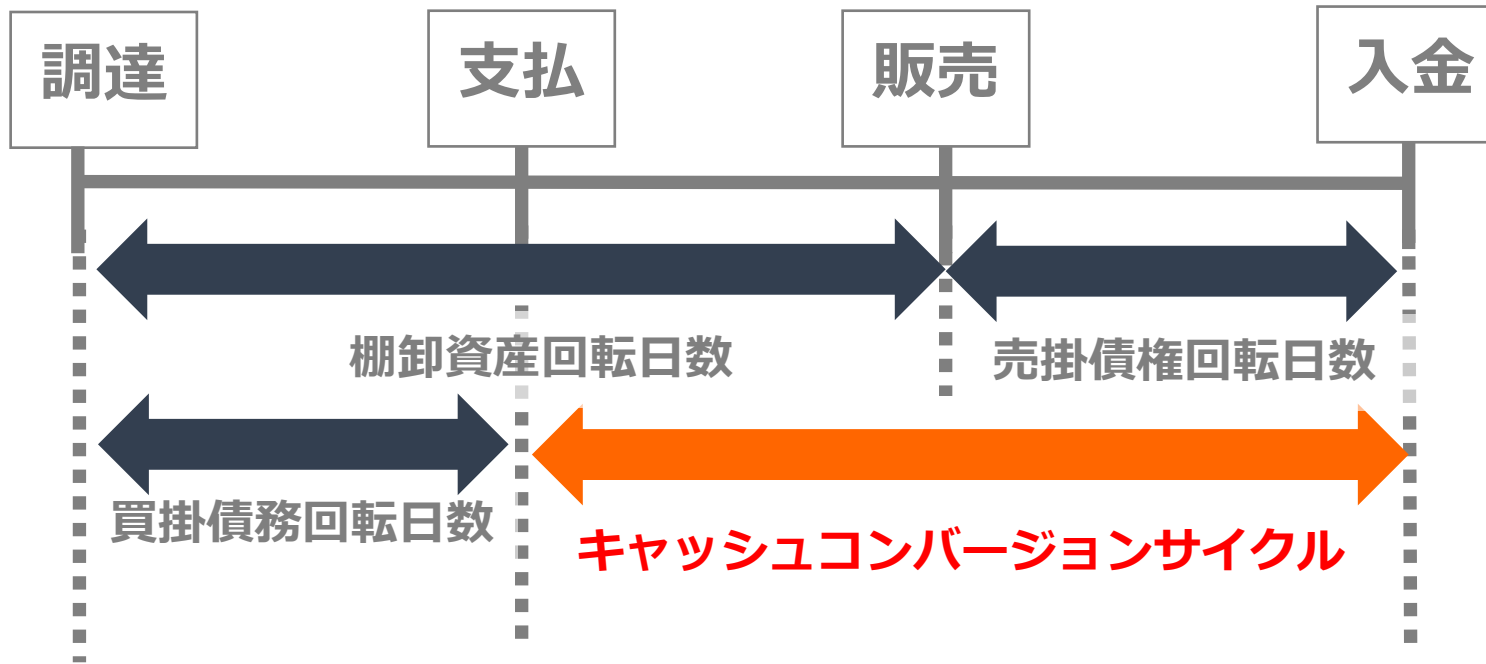 調達
支払
販売
入金
棚卸資産回転日数
売掛債権回転日数
買掛債務回転日数
キャッシュコンバージョンサイクル